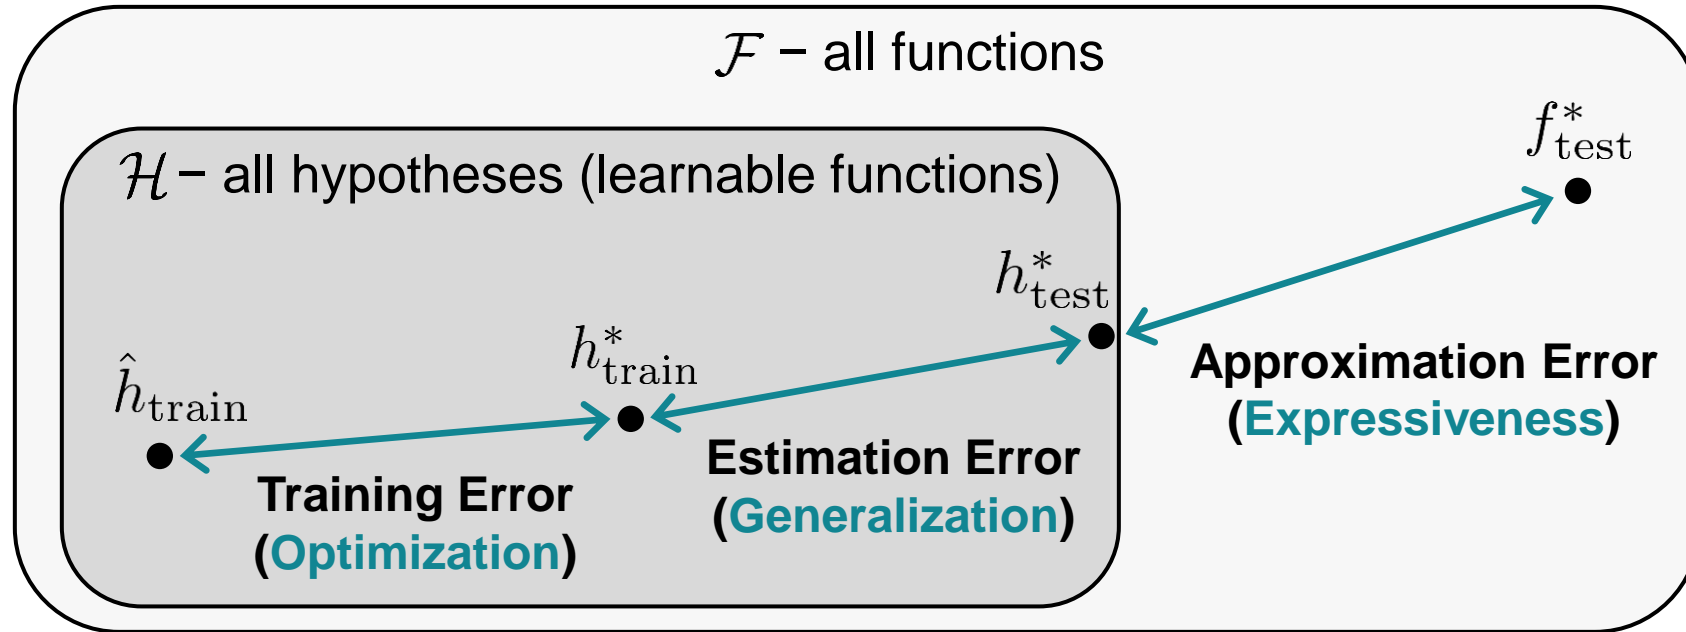 𝓕 – all functions
𝓗 – all hypotheses (learnable functions)
f*test
h*test
h*train
ĥtrain
Approximation Error
(Expressiveness)
Estimation Error
(Generalization)
Training Error
(Optimization)